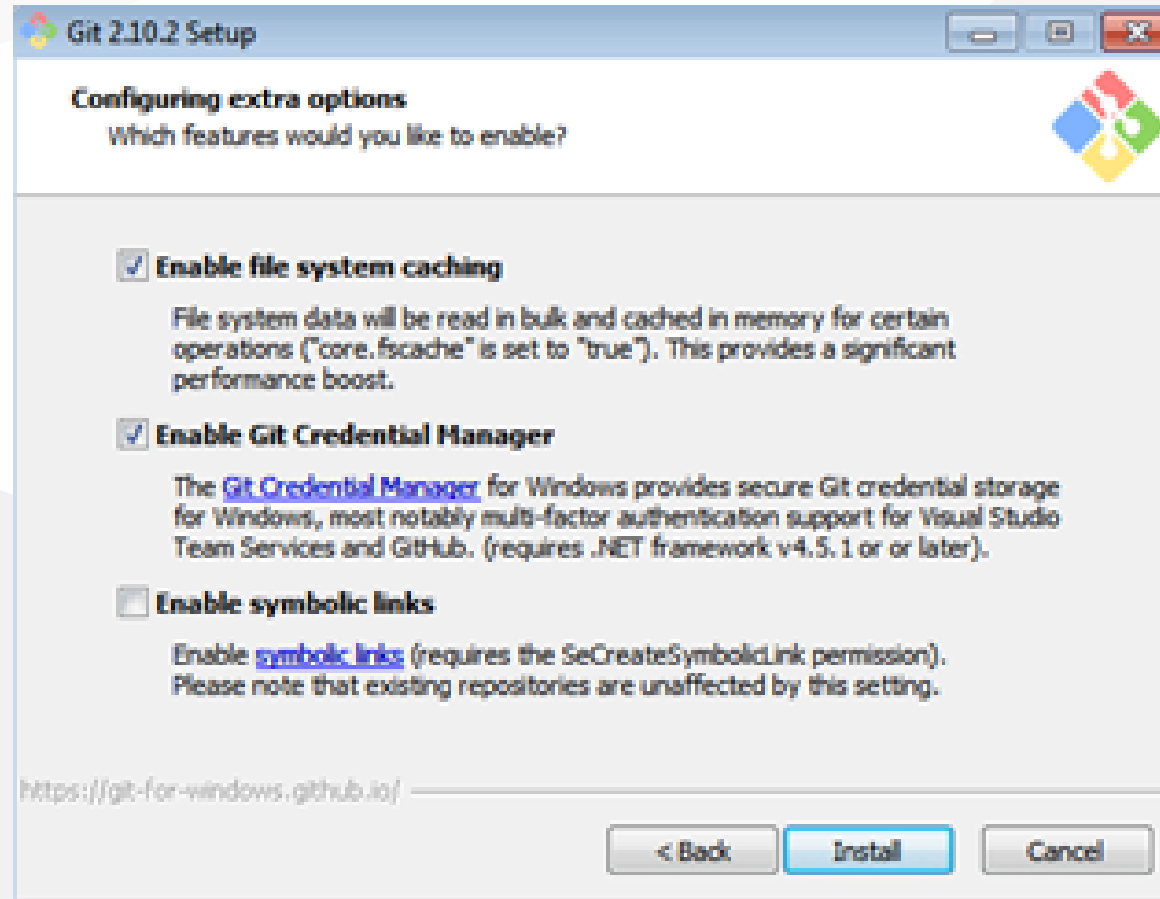 Git 2.10.2 Setup
Configuring extra options
Which features would you like to enable?
Enable file system caching
File system data will be read in bulk and cached in memory for certain
operations ("core.fscache" is set to "true"). This provides a significant
performance boost.
Enable Git Credential Manager
The Git Credential Manager for Windows provides secure Git credential storage
for Windows, most notably multi-factor authentication support for Visual Studio
Team Services and GitHub. (requires .NET framework v4.5.1 or or later).
Enable symbolic links
Enable symbolic links (requires the SeCreateSymbolicLink permission).
Please note that existing repositories are unaffected by this setting.
https://git-for-windows.github.io/
< Back Install Cancel